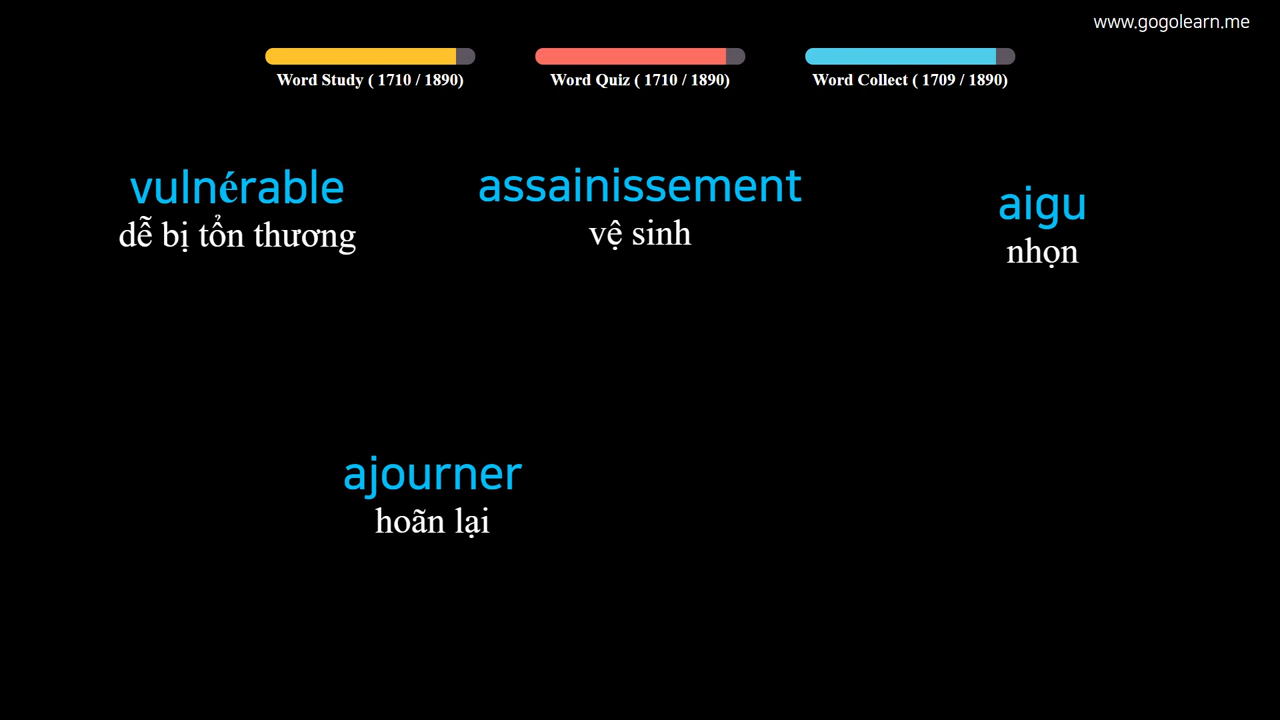 www.gogolearn.me
Word Study ( 1710 / 1890)
Word Quiz ( 1710 / 1890)
Word Collect ( 1709 / 1890)
vulnérable
dễ bị tổn thương
assainissement
vệ sinh
aigu
nhọn
ajourner
hoãn lại